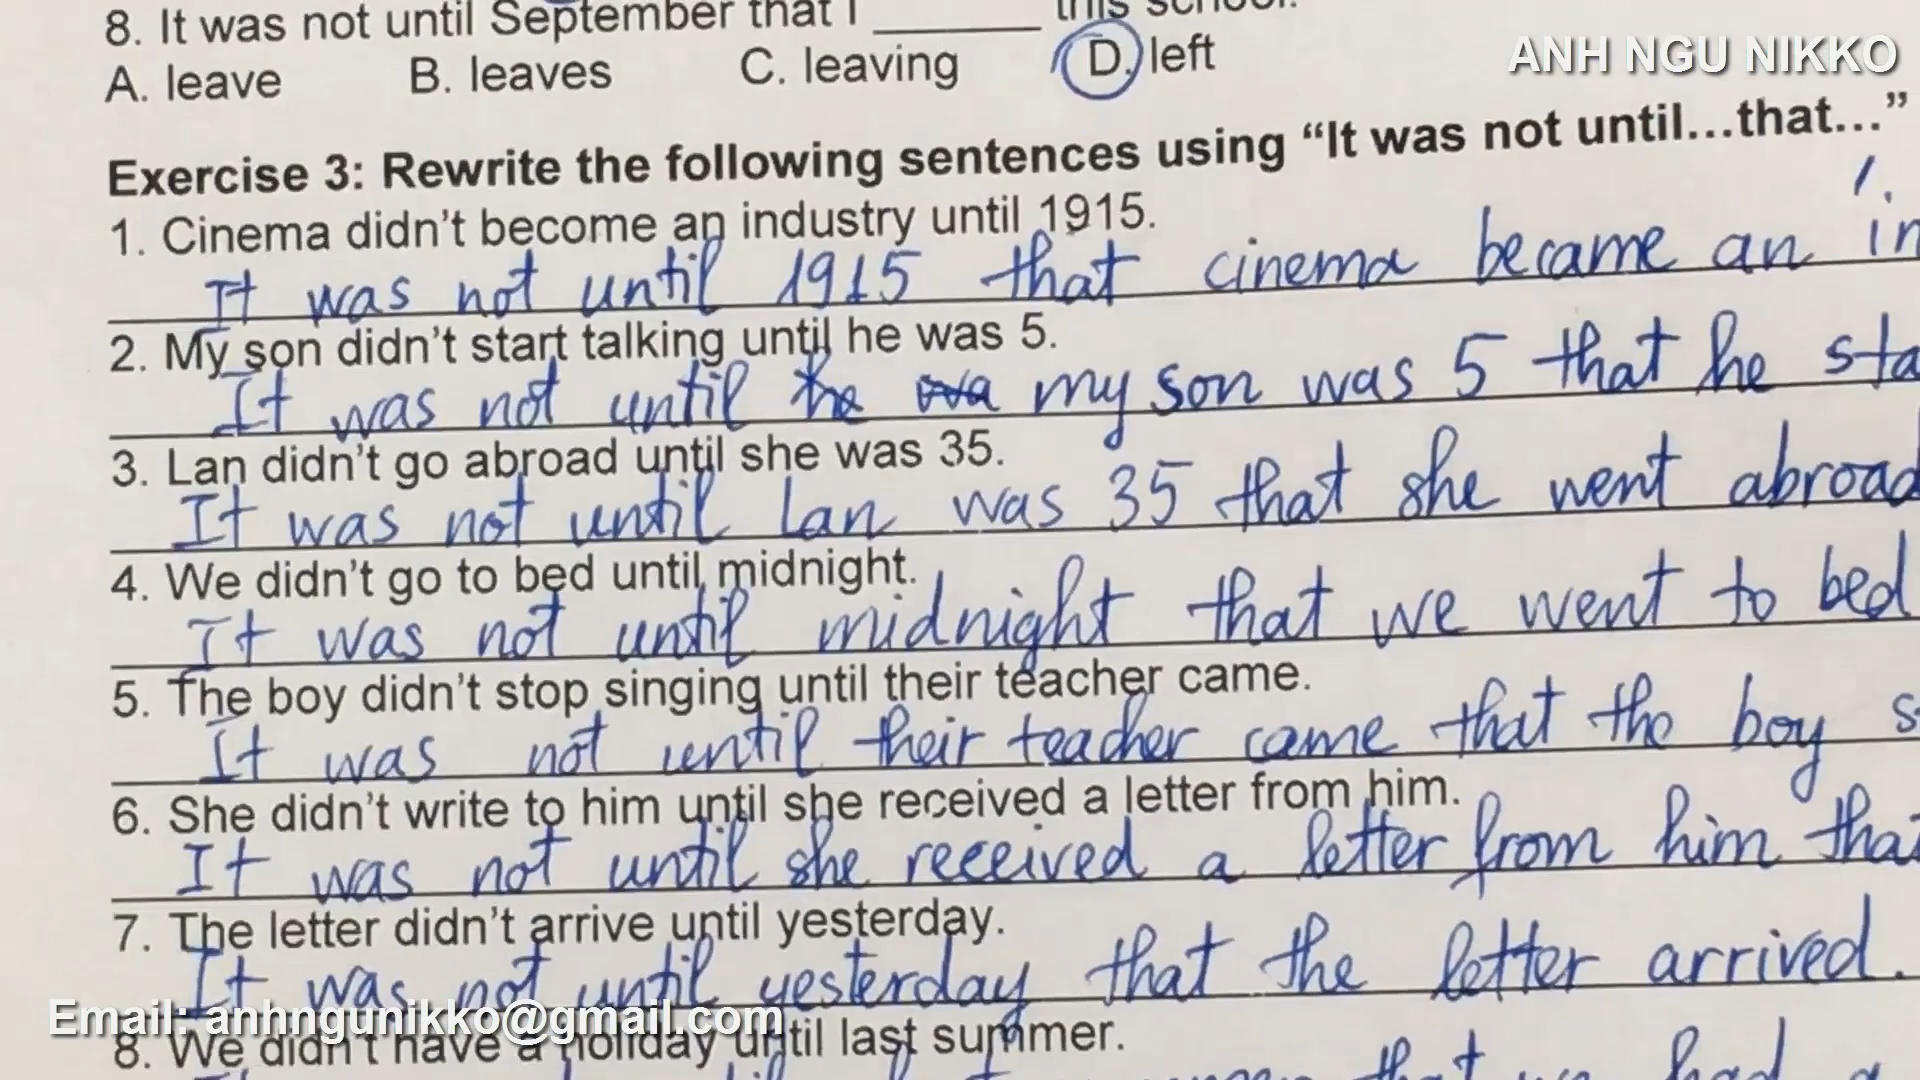 8. It was not until September that I ______ this school.
ANH NGU NIKKO
A. leave B. leaves C. leaving D. left
Exercise 3: Rewrite the following sentences using “It was not until...that...”
1. Cinema didn't become an industry until 1915.
It was not until 1915 that cinema became an in
2. My son didn't start talking until he was 5.
It was not until my son was 5 that he sta
3. Lan didn't go abroad until she was 35.
It was not until Lan was 35 that she went abroad
4. We didn't go to bed until midnight.
It was not until midnight that we went to bed
5. The boy didn't stop singing until their teacher came.
It was not until their teacher came that the boy s
6. She didn't write to him until she received a letter from him.
It was not until she received a letter from him that
7. The letter didn't arrive until yesterday.
It was not until yesterday that the letter arrived.
Email: anhngunikko@gmail.com
8. We didn't have a holiday until last summer.
that we had a